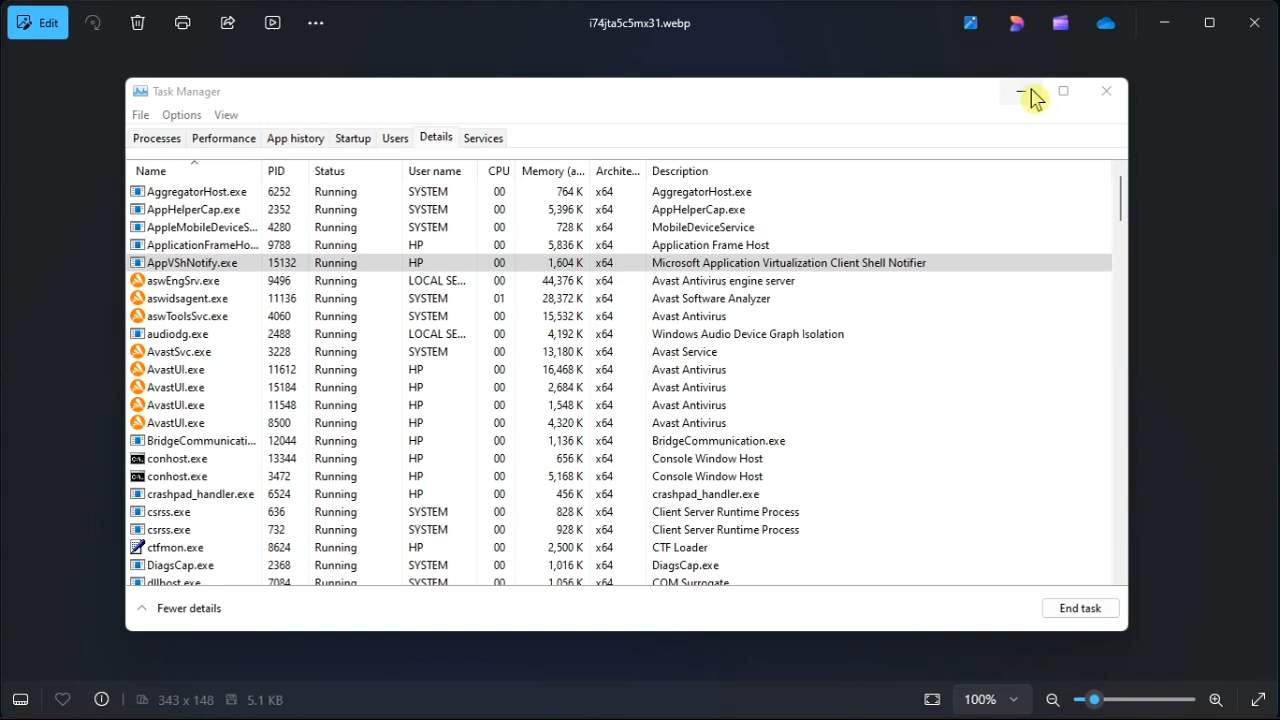 Edit
i74jta5c5mx31.webp
Task Manager
File Options View
Processes Performance App history Startup Users Details Services
Name PID Status User name CPU Memory (a... Archite... Description
AggregatorHost.exe 6252 Running SYSTEM 00 764 K x64 AggregatorHost.exe
AppHelperCap.exe 2352 Running SYSTEM 00 5,396 K x64 AppHelperCap.exe
AppleMobileDeviceS... 4280 Running SYSTEM 00 728 K x64 MobileDeviceService
ApplicationFrameHo... 9788 Running HP 00 5,836 K x64 Application Frame Host
AppVShNotify.exe 15132 Running HP 00 1,604 K x64 Microsoft Application Virtualization Client Shell Notifier
aswEngSrv.exe 9496 Running LOCAL SE... 00 44,376 K x64 Avast Antivirus engine server
aswidsagent.exe 11136 Running SYSTEM 01 28,372 K x64 Avast Software Analyzer
aswToolsSvc.exe 4060 Running SYSTEM 00 15,532 K x64 Avast Antivirus
audiodg.exe 2488 Running LOCAL SE... 00 4,192 K x64 Windows Audio Device Graph Isolation
AvastSvc.exe 3228 Running SYSTEM 00 13,180 K x64 Avast Service
AvastUI.exe 11612 Running HP 00 16,468 K x64 Avast Antivirus
AvastUI.exe 15184 Running HP 00 2,684 K x64 Avast Antivirus
AvastUI.exe 11548 Running HP 00 1,548 K x64 Avast Antivirus
AvastUI.exe 8500 Running HP 00 4,320 K x64 Avast Antivirus
BridgeCommunicati... 12044 Running HP 00 1,136 K x64 BridgeCommunication.exe
conhost.exe 13344 Running HP 00 656 K x64 Console Window Host
conhost.exe 3472 Running HP 00 5,168 K x64 Console Window Host
crashpad_handler.exe 6524 Running HP 00 456 K x64 crashpad_handler.exe
csrss.exe 636 Running SYSTEM 00 828 K x64 Client Server Runtime Process
csrss.exe 732 Running SYSTEM 00 928 K x64 Client Server Runtime Process
ctfmon.exe 8624 Running HP 00 2,500 K x64 CTF Loader
DiagsCap.exe 2368 Running SYSTEM 00 1,016 K x64 DiagsCap.exe
dllhost.exe 7084 Running SYSTEM 00 1,056 K x64 COM Surrogate
Fewer details End task
343 x 148 5.1 KB 100%